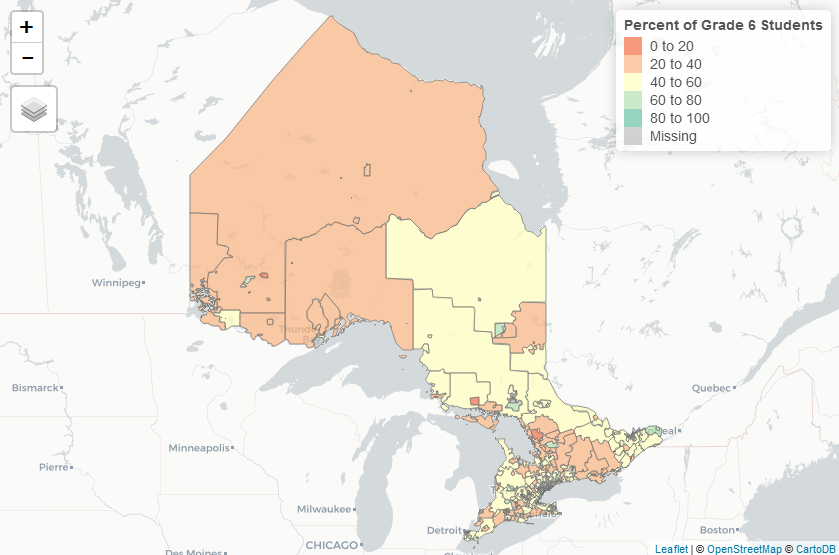 +
−
Percent of Grade 6 Students
0 to 20
20 to 40
40 to 60
60 to 80
80 to 100
Missing
Winnipeg
Thunder
Bismarck
Quebec
Minneapolis
Pierre
Milwaukee
Detroit
Boston
CHICAGO
Des Moines
Cleveland
Leaflet | © OpenStreetMap © CartoDB